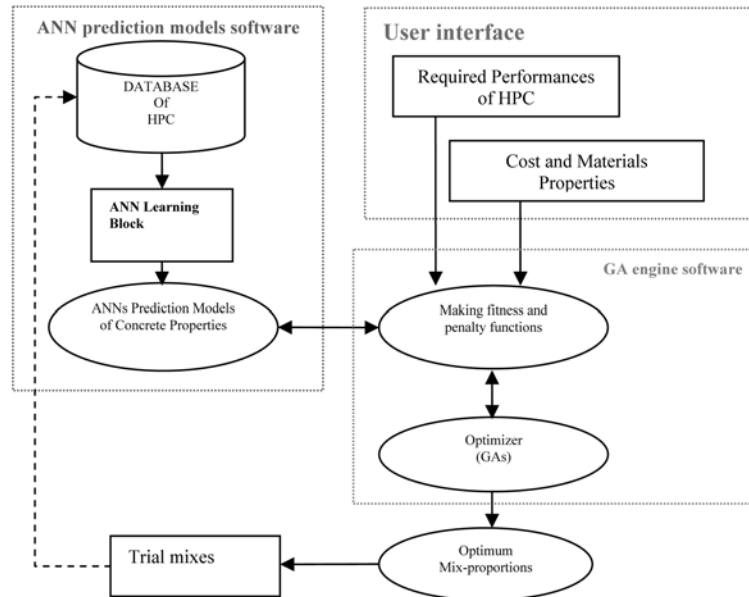 ANN prediction models software
DATABASE
Of
HPC
ANN Learning
Block
ANNs Prediction Models
of Concrete Properties
User interface
Required Performances
of HPC
Cost and Materials
Properties
GA engine software
Making fitness and
penalty functions
Optimizer
(GAs)
Optimum
Mix-proportions
Trial mixes